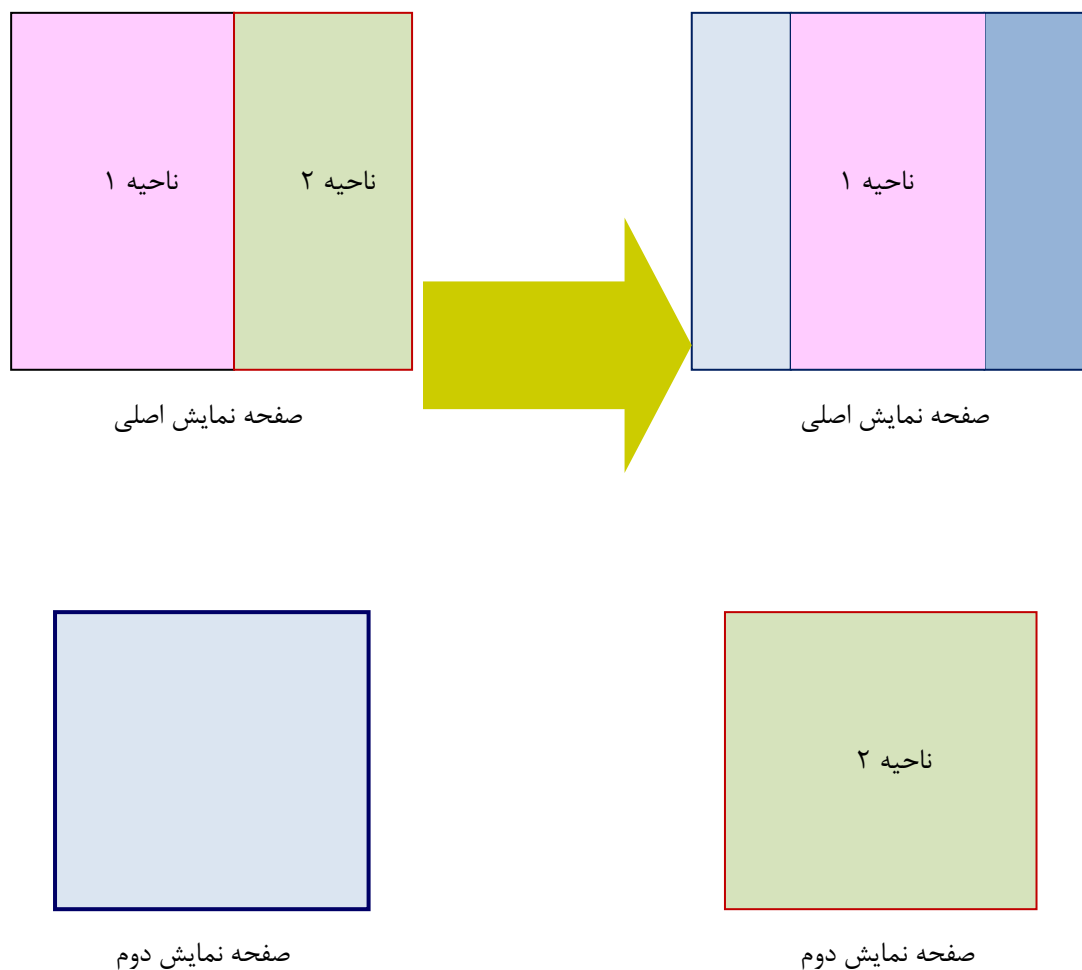 ناحیه ۱
ناحیه ۲
ناحیه ۱
صفحه نمایش اصلی
صفحه نمایش اصلی
ناحیه ۲
صفحه نمایش دوم
صفحه نمایش دوم